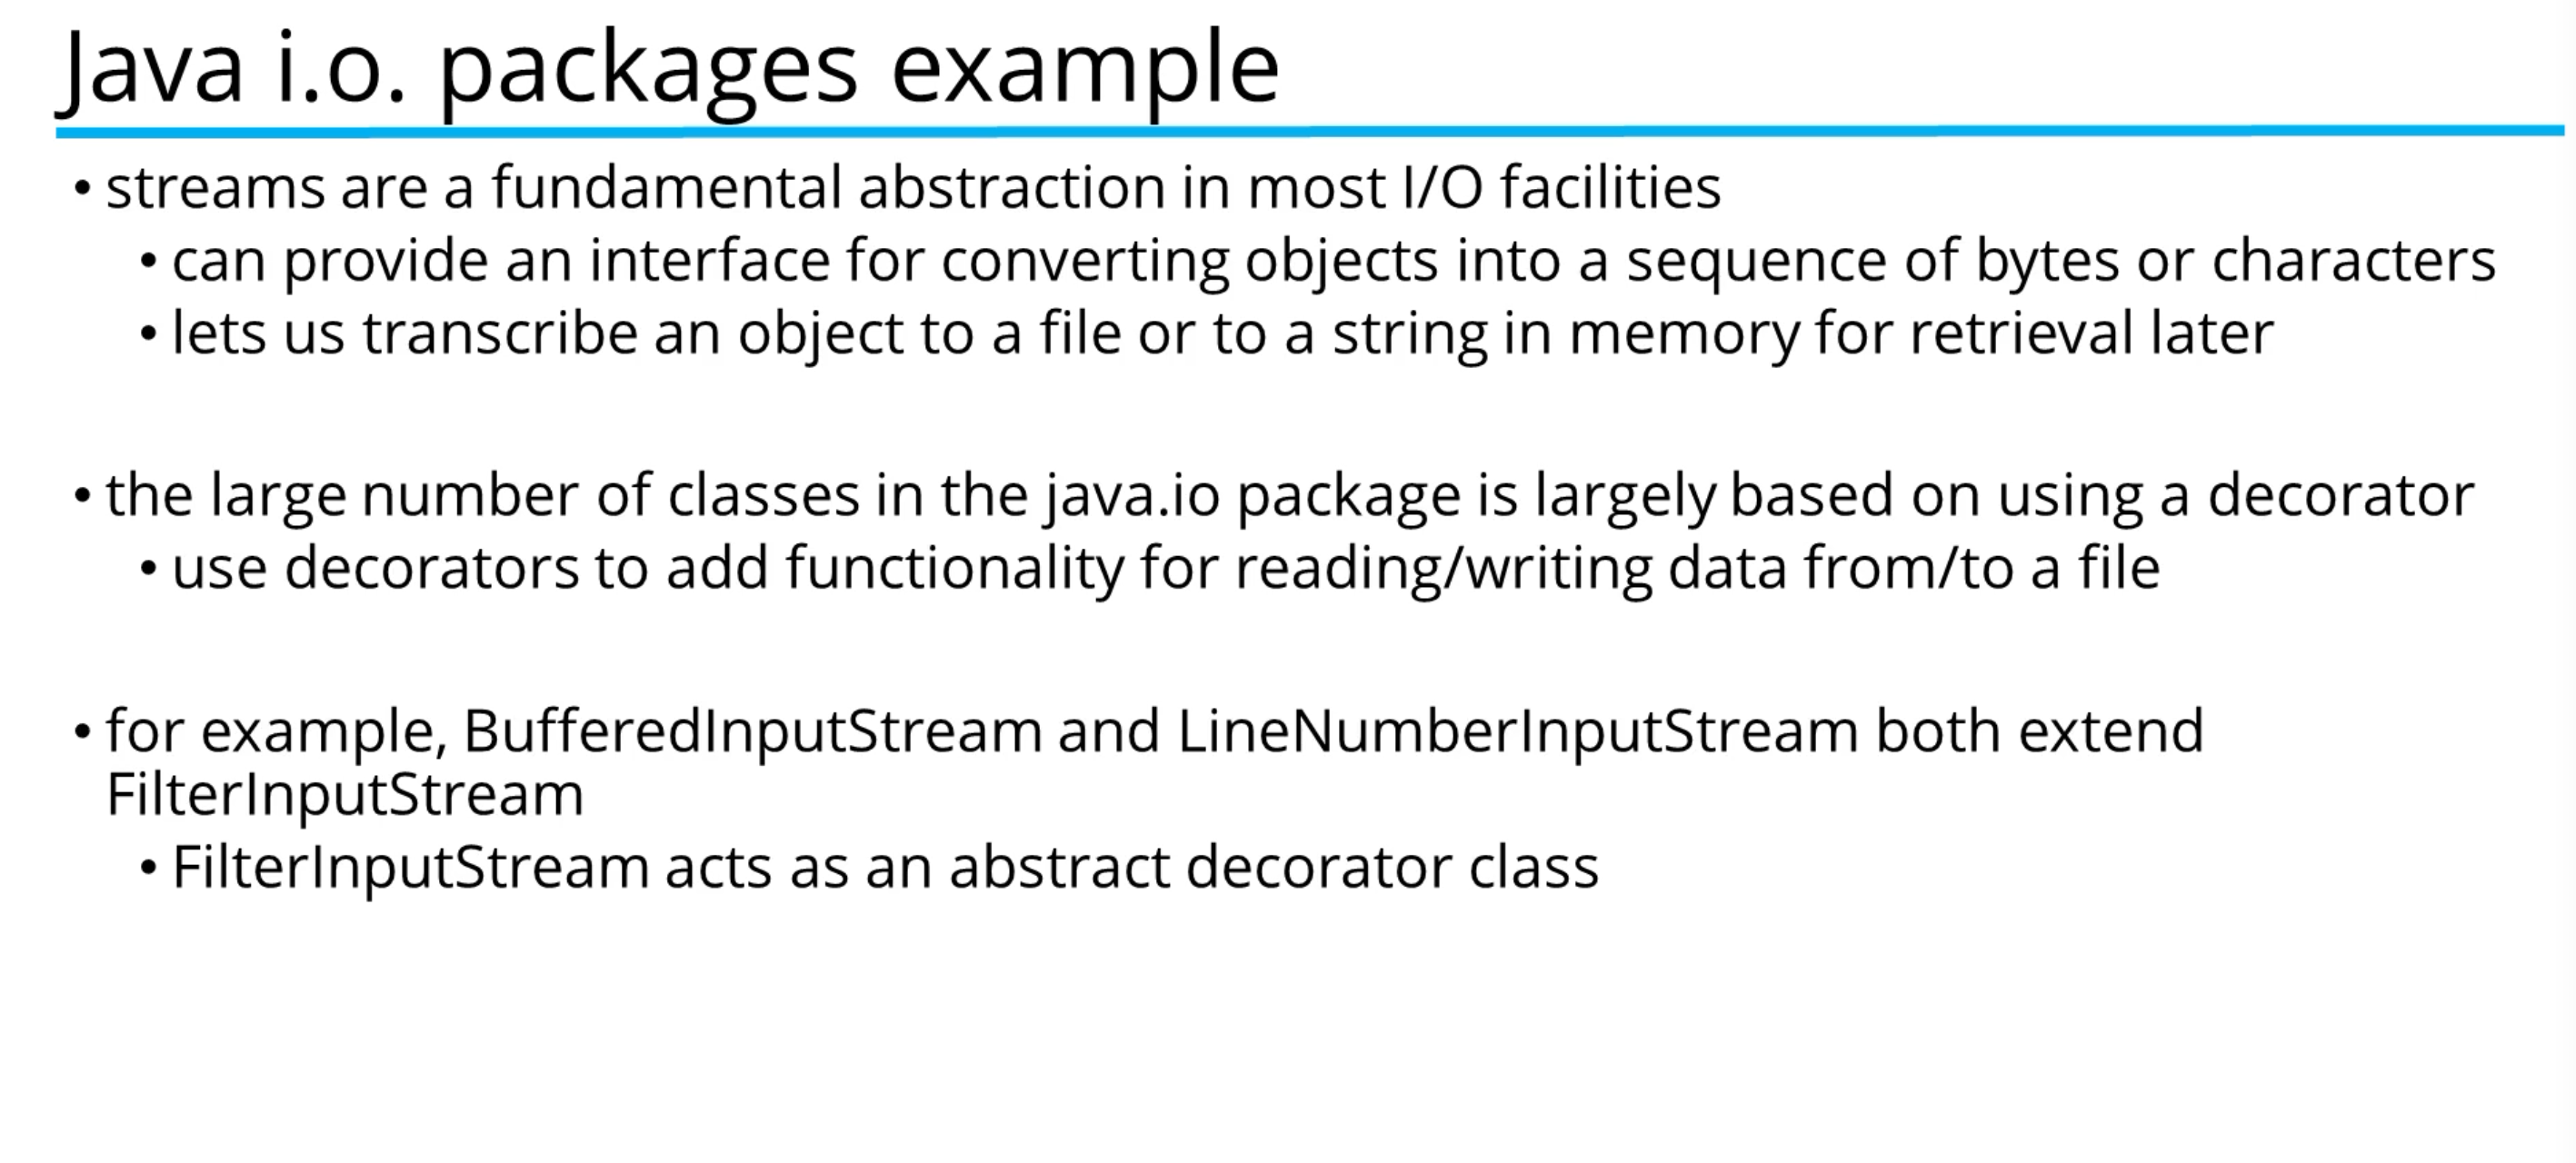 Java i.o. packages example
• streams are a fundamental abstraction in most I/O facilities
• can provide an interface for converting objects into a sequence of bytes or characters
• lets us transcribe an object to a file or to a string in memory for retrieval later
• the large number of classes in the java.io package is largely based on using a decorator
• use decorators to add functionality for reading/writing data from/to a file
• for example, BufferedInputStream and LineNumberInputStream both extend
FilterInputStream
• FilterInputStream acts as an abstract decorator class